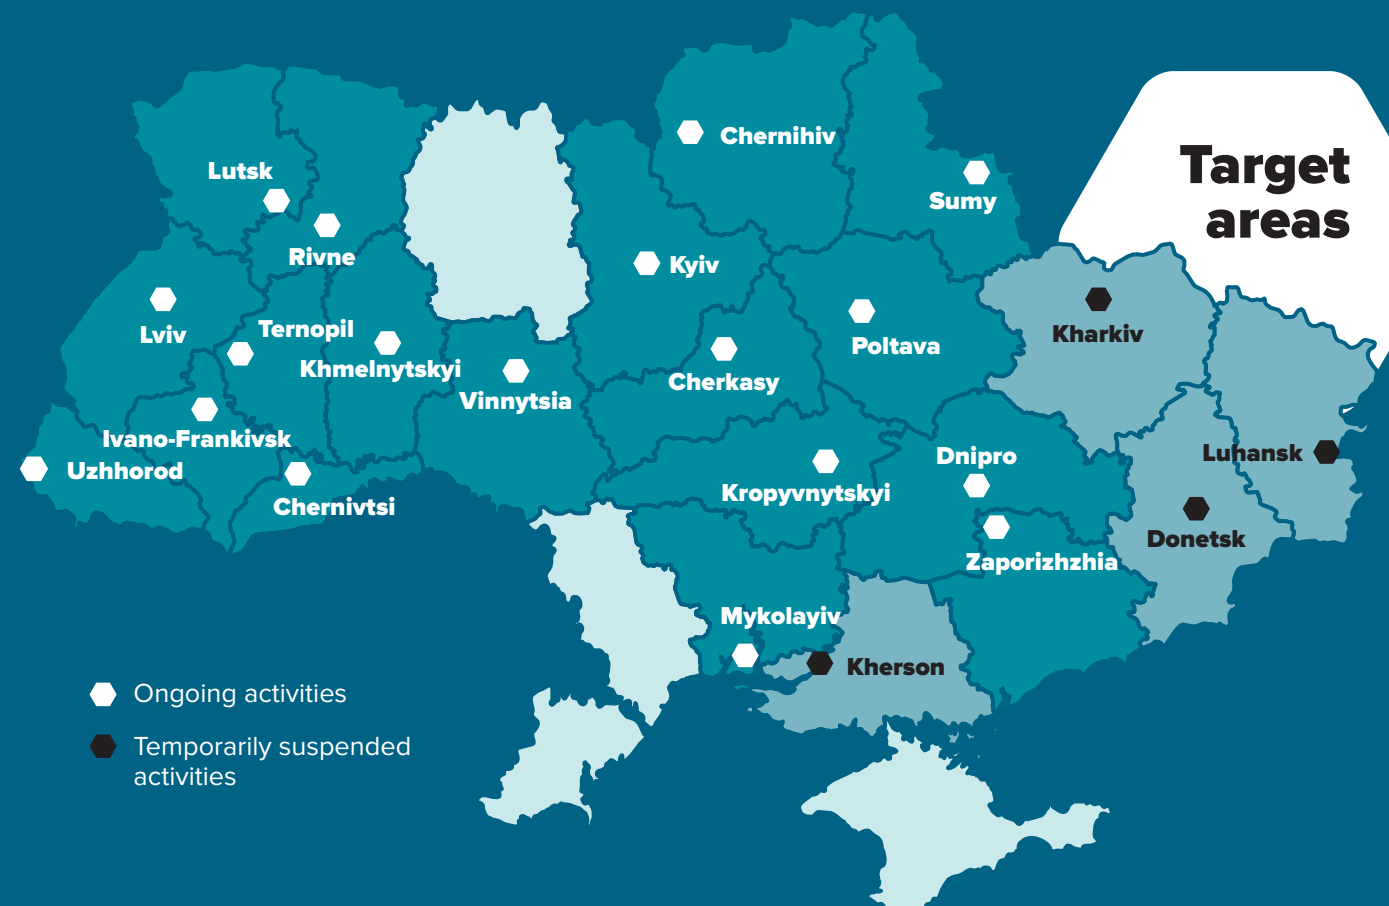 Target
areas
Chernihiv
Lutsk
Sumy
Rivne
Kyiv
Lviv
Ternopil
Kharkiv
Poltava
Khmelnytskyi
Cherkasy
Vinnytsia
Ivano-Frankivsk
Luhansk
Dnipro
Uzhhorod
Kropyvnytskyi
Chernivtsi
Donetsk
Zaporizhzhia
Mykolayiv
Kherson
Ongoing activities
Temporarily suspended
activities